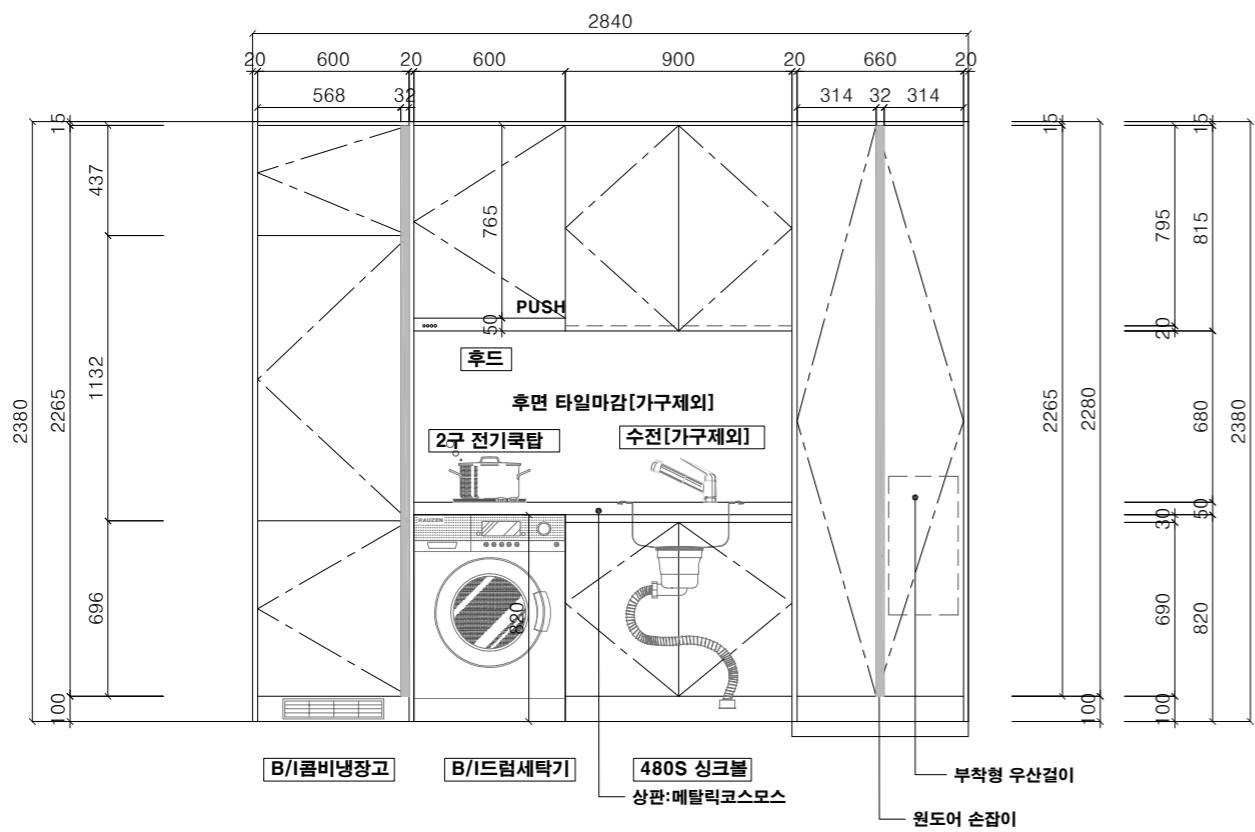 2840
20 600 20 600 900 20 660 20
568 32 314 32 314
15 15 15
437
765
795 815
PUSH
50 20
후드
1132
후면 타일마감[가구제외]
2380 2265 2265 2280 680 2380
2구 전기쿡탑 수전[가구제외]
30 50
HAUZEN
696 820 690 820
100 100 100 100
B/I콤비냉장고 B/I드럼세탁기 480S 싱크볼
부착형 우산걸이
상판:메탈릭코스모스
원도어 손잡이